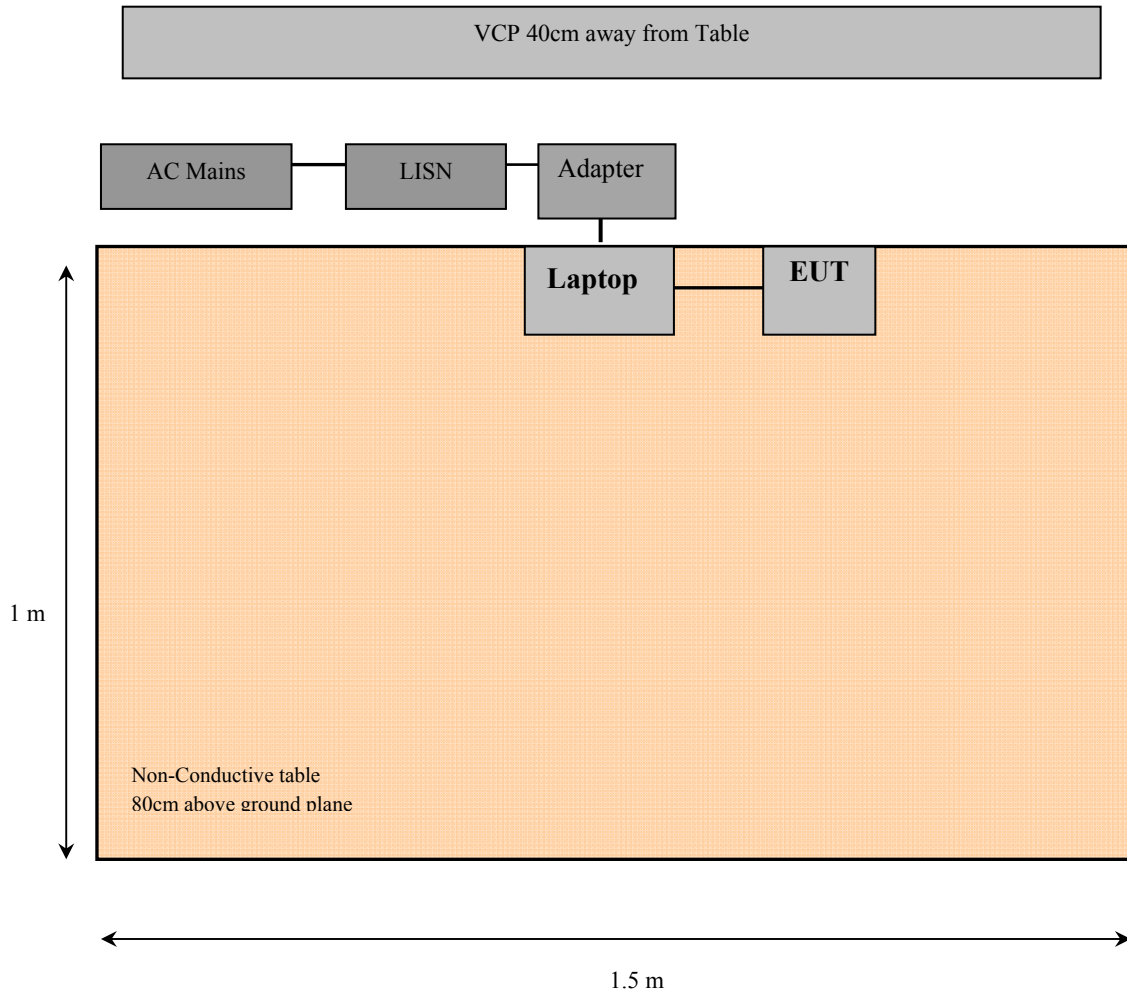 VCP 40cm away from Table
AC Mains
LISN
Adapter
Laptop
EUT
1 m
Non-Conductive table
80cm above ground plane
1.5 m